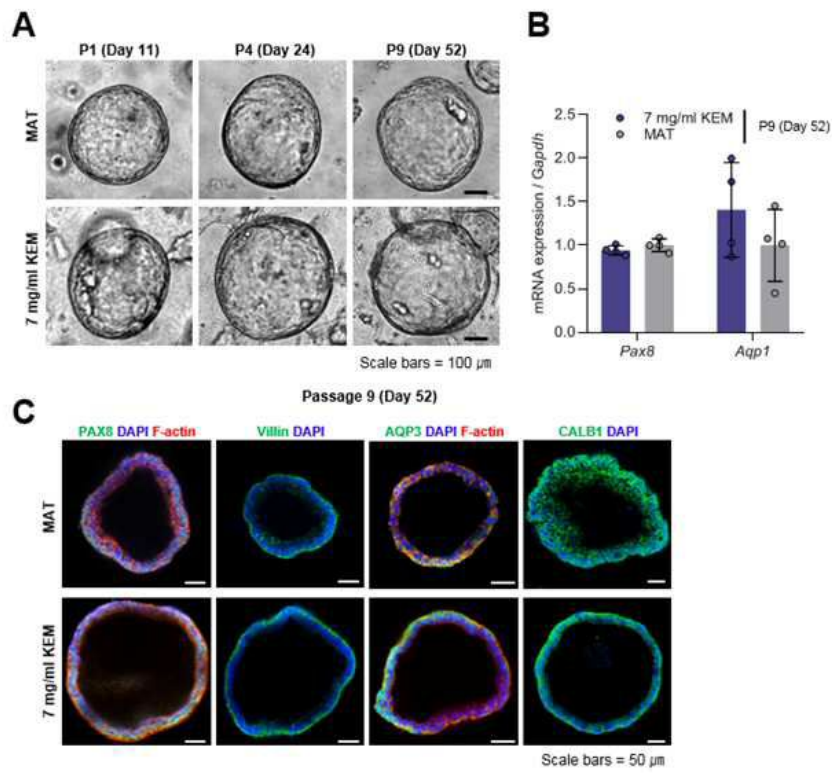 A
P1 (Day 11) P4 (Day 24) P9 (Day 52)
MAT
7 mg/ml KEM
Scale bars = 100 ㎛
B
7 mg/ml KEM
MAT
P9 (Day 52)
mRNA expression / Gapdh
2.5
2.0
1.5
1.0
0.5
0.0
Pax8 Aqp1
Passage 9 (Day 52)
C
PAX8 DAPI F-actin Villin DAPI AQP3 DAPI F-actin CALB1 DAPI
MAT
7 mg/ml KEM
Scale bars = 50 ㎛